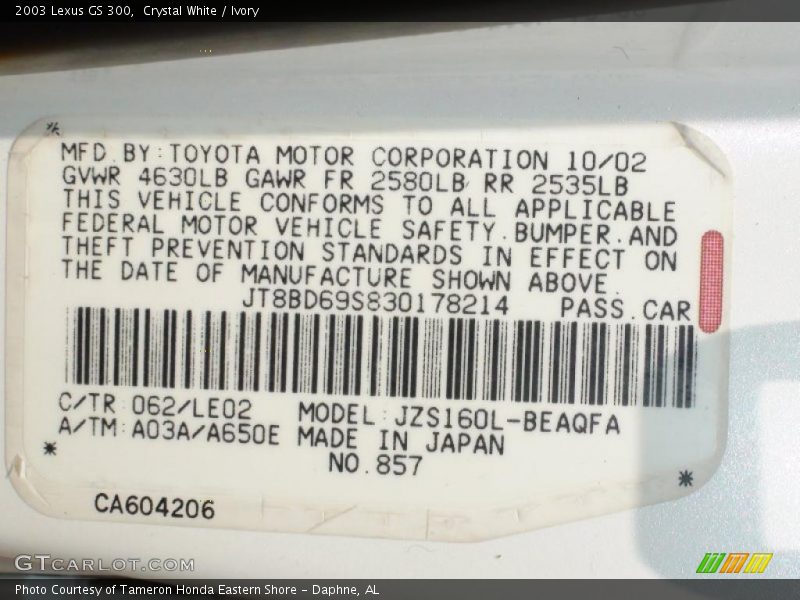 2003 Lexus GS 300, Crystal White / Ivory
MFD.BY:TOYOTA MOTOR CORPORATION 10/02
GVWR 4630LB GAWR FR 2580LB RR 2535LB
THIS VEHICLE CONFORMS TO ALL APPLICABLE
FEDERAL MOTOR VEHICLE SAFETY.BUMPER.AND
THEFT PREVENTION STANDARDS IN EFFECT ON
THE DATE OF MANUFACTURE SHOWN ABOVE.
JT8BD69S830178214 PASS.CAR
C/TR:062/LE02 MODEL:JZS160L-BEAQFA
A/TM:A03A/A650E MADE IN JAPAN
NO.857
CA604206
GTCARLOT.COM
Photo Courtesy of Tameron Honda Eastern Shore - Daphne, AL